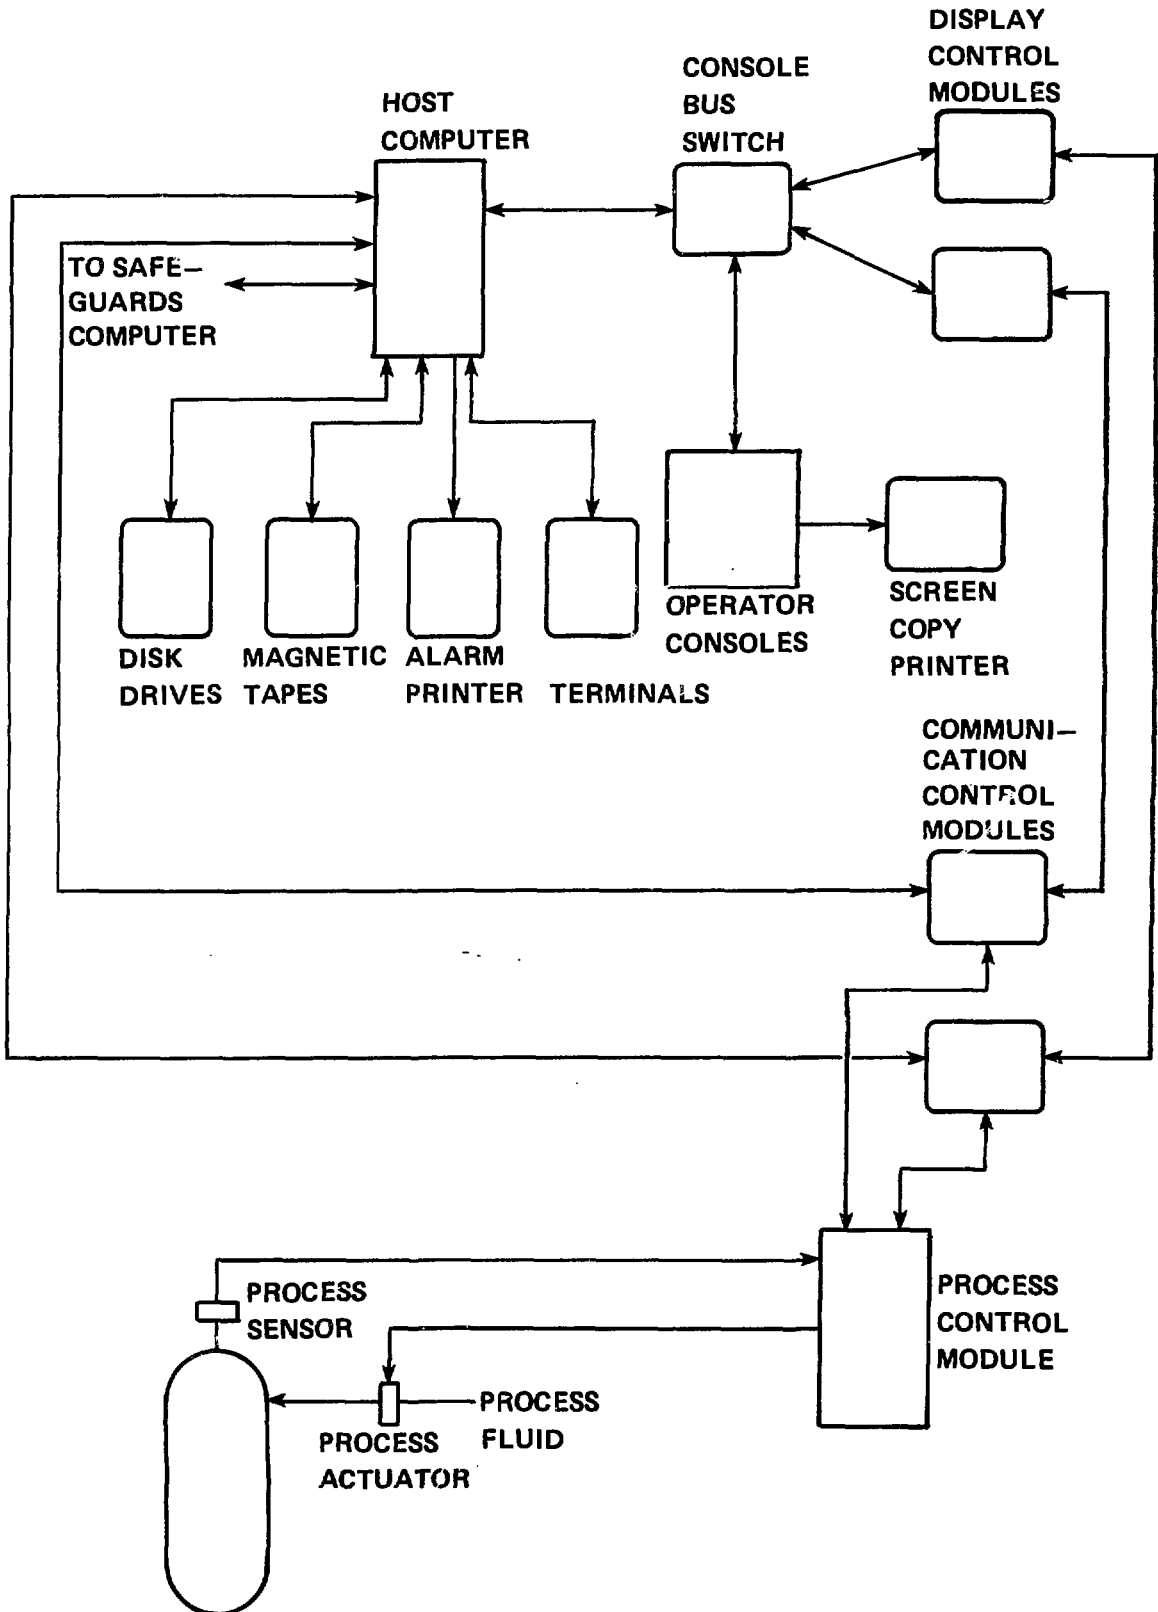 DISPLAY
CONTROL
MODULES
CONSOLE
BUS
SWITCH
HOST
COMPUTER
TO SAFE–
GUARDS
COMPUTER
DISK
DRIVES
MAGNETIC
TAPES
ALARM
PRINTER
TERMINALS
OPERATOR
CONSOLES
SCREEN
COPY
PRINTER
COMMUNI–
CATION
CONTROL
MODULES
PROCESS
SENSOR
PROCESS
CONTROL
MODULE
PROCESS
FLUID
PROCESS
ACTUATOR